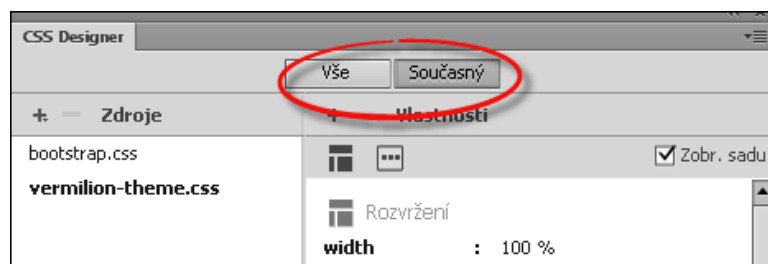 CSS Designer
Vše Současný
+ Zdroje
+ Vlastnosti
bootstrap.css
Zobr. sadu
vermilion-theme.css
Rozvržení
width : 100 %